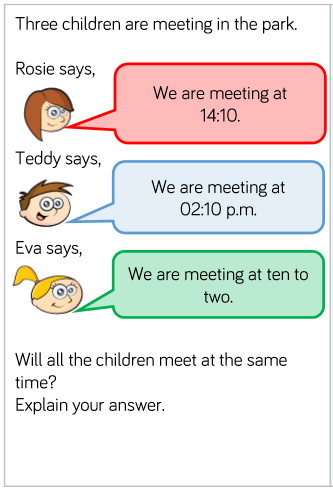 Three children are meeting in the park.
Rosie says,
We are meeting at
14:10.
Teddy says,
We are meeting at
02:10 p.m.
Eva says,
We are meeting at ten to
two.
Will all the children meet at the same
time?
Explain your answer.